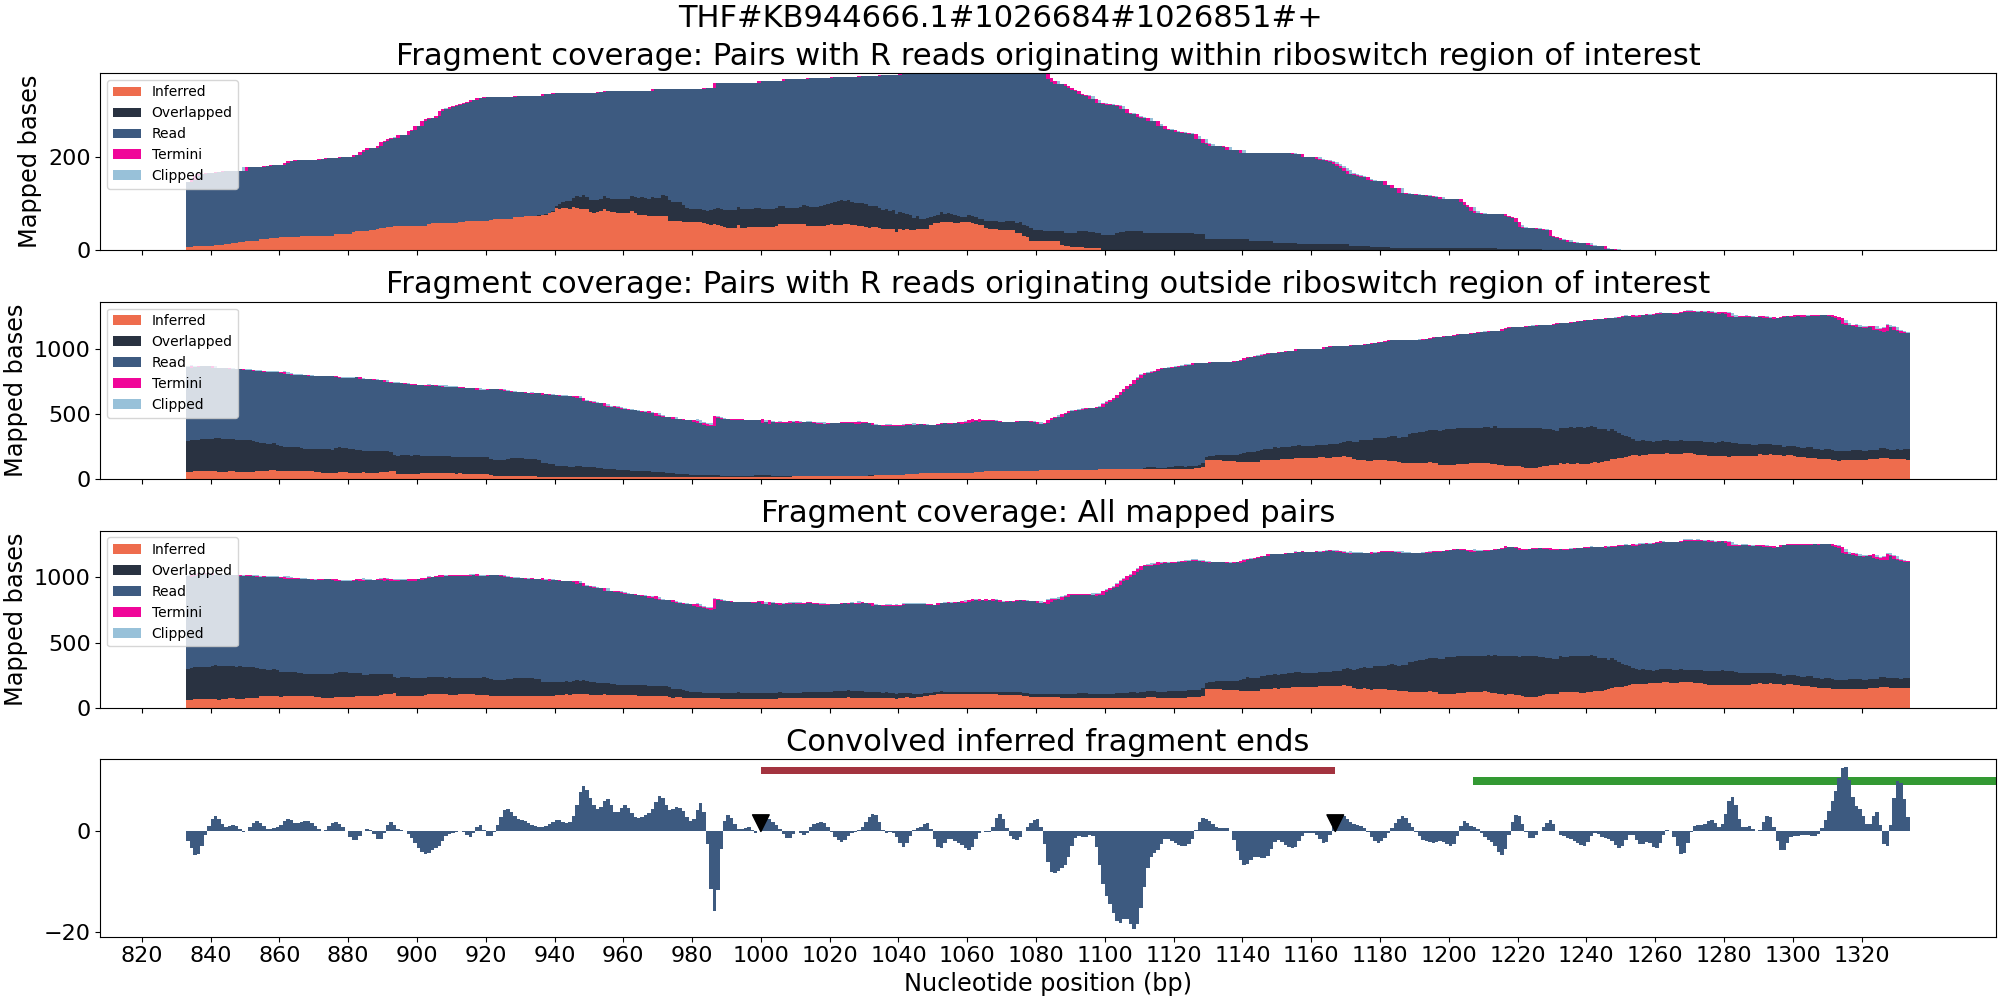 THF#KB944666.1#1026684#1026851#+
Fragment coverage: Pairs with R reads originating within riboswitch region of interest
Mapped bases
200
0
Inferred
Overlapped
Read
Termini
Clipped
Fragment coverage: Pairs with R reads originating outside riboswitch region of interest
Mapped bases
1000
500
0
Inferred
Overlapped
Read
Termini
Clipped
Fragment coverage: All mapped pairs
Mapped bases
1000
500
0
Inferred
Overlapped
Read
Termini
Clipped
Convolved inferred fragment ends
0
−20
820 840 860 880 900 920 940 960 980 1000 1020 1040 1060 1080 1100 1120 1140 1160 1180 1200 1220 1240 1260 1280 1300 1320
Nucleotide position (bp)